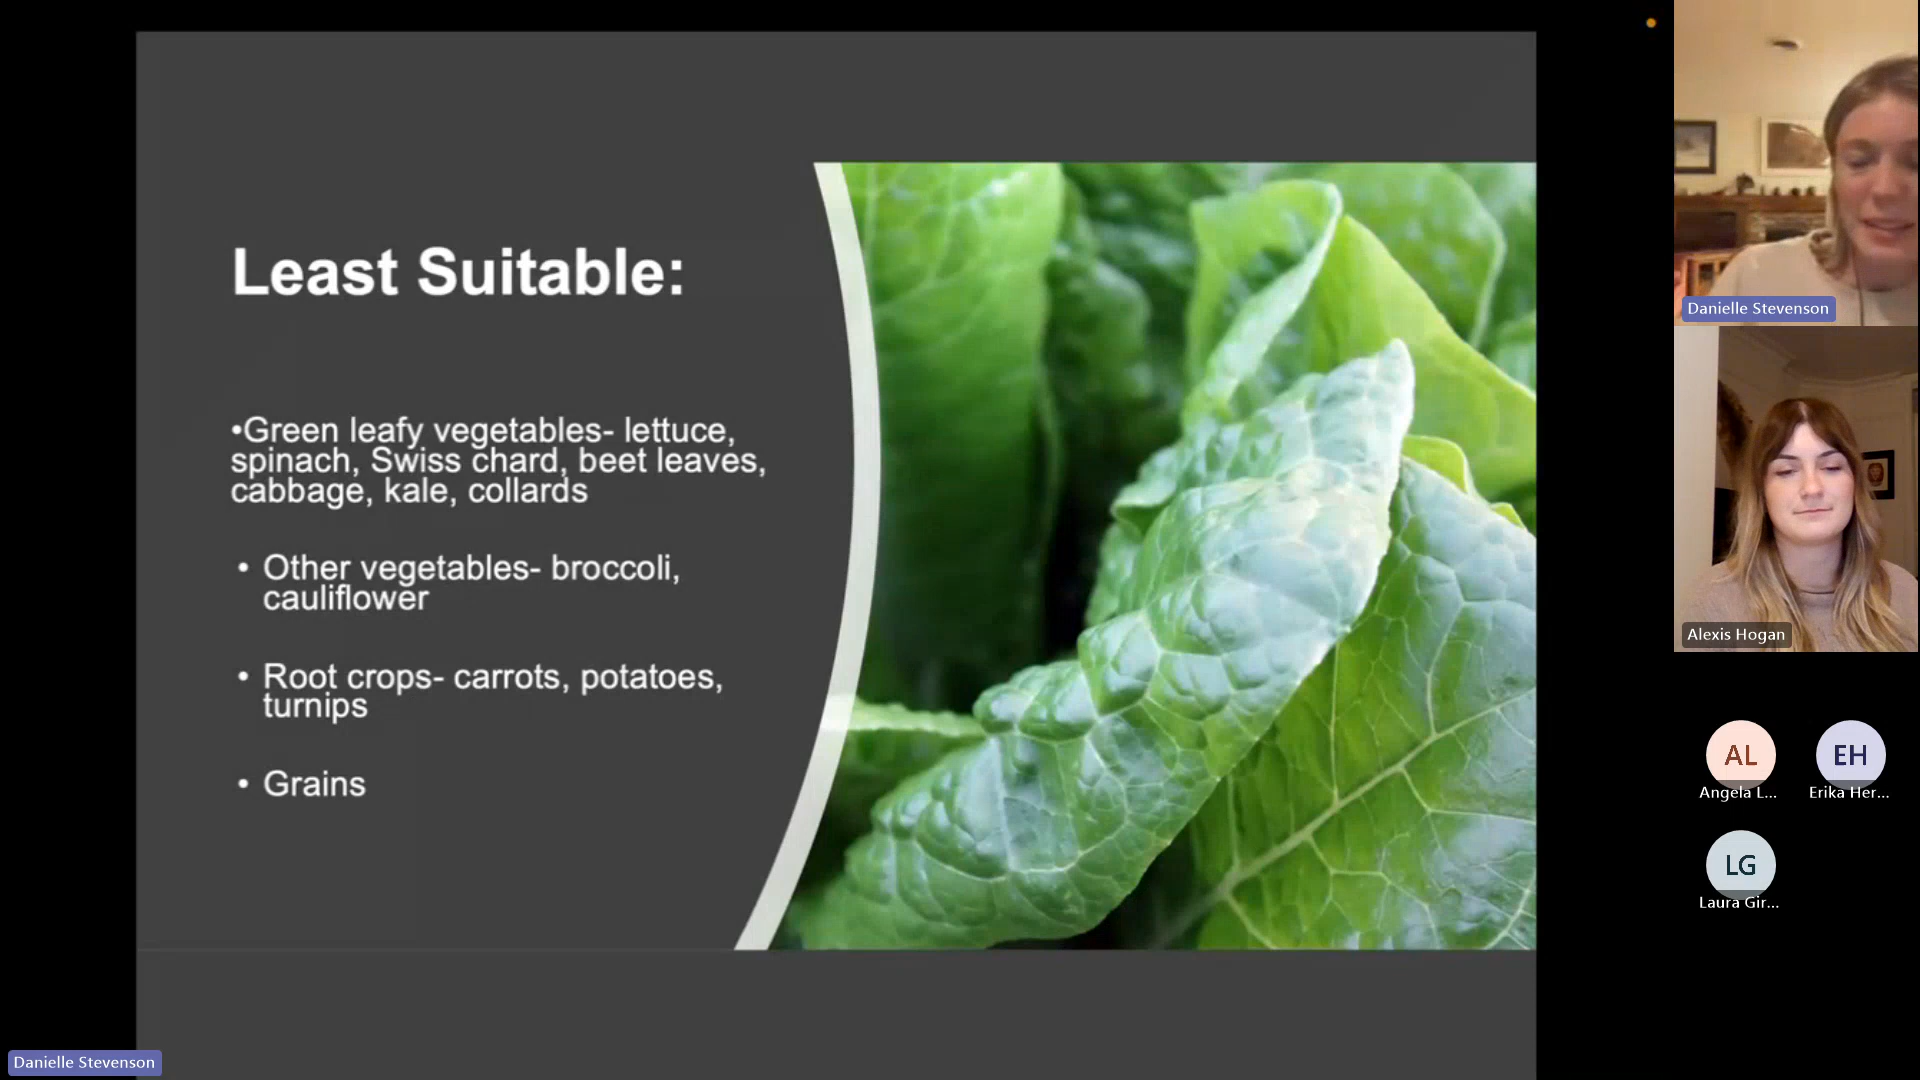 Least Suitable:
•Green leafy vegetables- lettuce,
spinach, Swiss chard, beet leaves,
cabbage, kale, collards
• Other vegetables- broccoli,
cauliflower
• Root crops- carrots, potatoes,
turnips
• Grains
Danielle Stevenson
Danielle Stevenson
Alexis Hogan
AL
Angela L...
EH
Erika Her...
LG
Laura Gir...